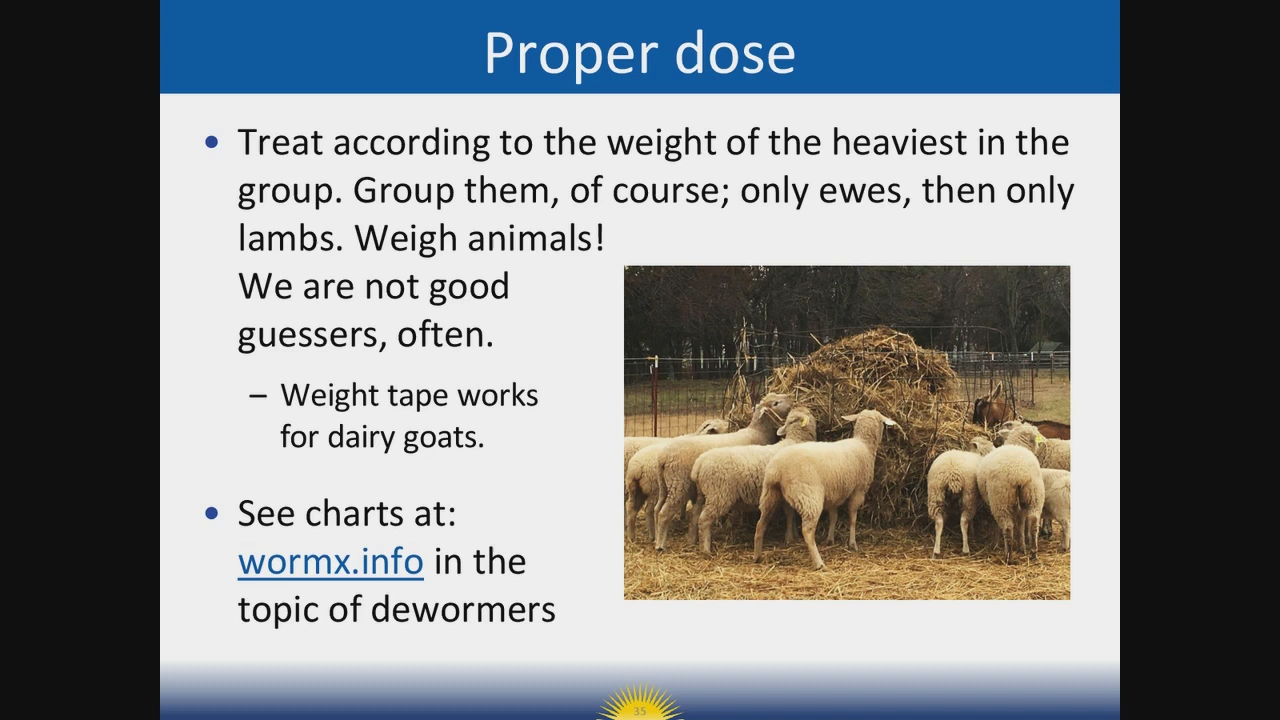 Proper dose
• Treat according to the weight of the heaviest in the
group. Group them, of course; only ewes, then only
lambs. Weigh animals!
We are not good
guessers, often.
– Weight tape works
for dairy goats.
• See charts at:
wormx.info in the
topic of dewormers
35